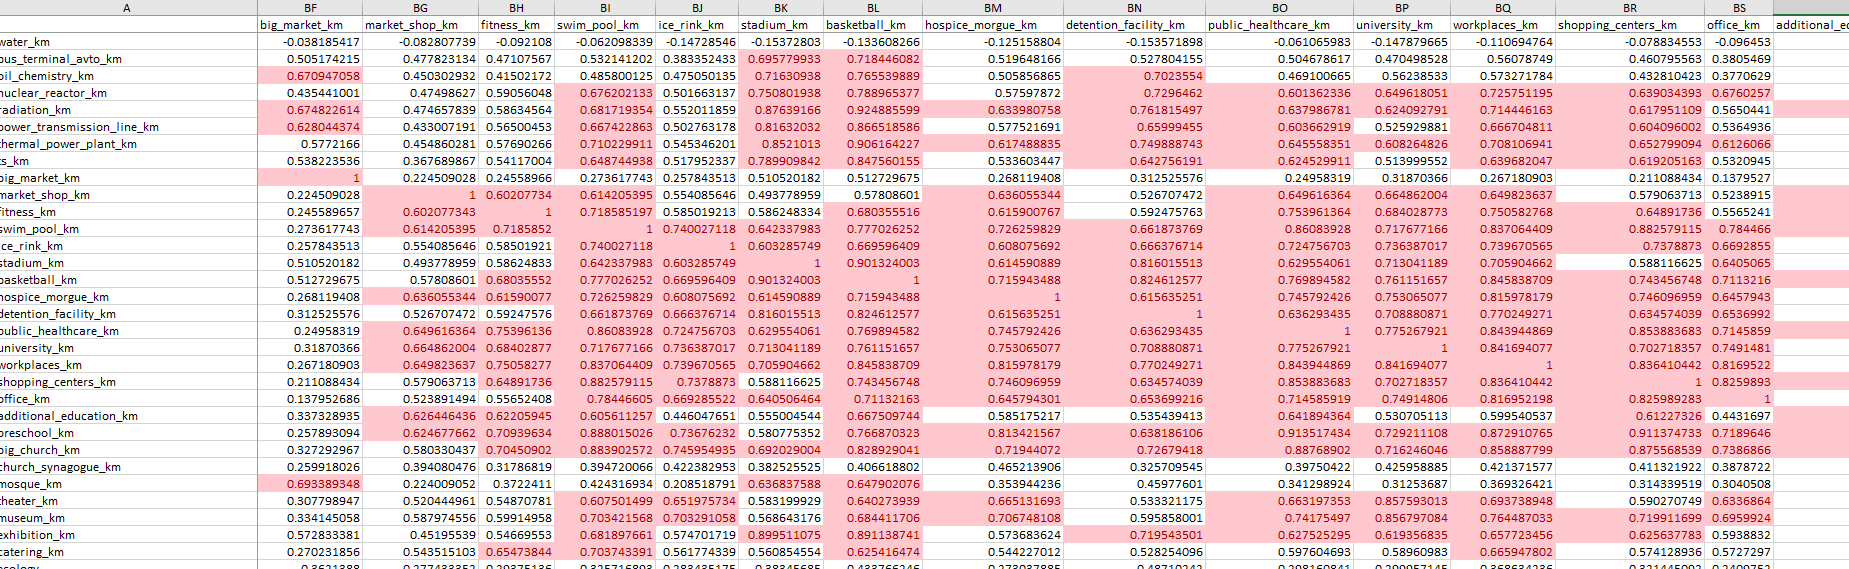 A BF BG BH BI BJ BK BL BM BN BO BP BQ BR BS
big_market_km market_shop_km fitness_km swim_pool_km ice_rink_km stadium_km basketball_km hospice_morgue_km detention_facility_km public_healthcare_km university_km workplaces_km shopping_centers_km office_km additional_ed
water_km -0.038185417 -0.082807739 -0.092108 -0.062098339 -0.14728546 -0.15372803 -0.133608266 -0.125158804 -0.153571898 -0.061065983 -0.147879665 -0.110694764 -0.078834553 -0.096453
bus_terminal_avto_km 0.505174215 0.477823134 0.47107567 0.532141202 0.383352433 0.695779933 0.718446082 0.519648166 0.527804155 0.504678617 0.470498528 0.56078749 0.460795563 0.3805469
oil_chemistry_km 0.670947058 0.450302932 0.41502172 0.485800125 0.475050135 0.71630938 0.765539889 0.505856865 0.7023554 0.469100665 0.56238533 0.573271784 0.432810423 0.3770629
nuclear_reactor_km 0.435441001 0.47498627 0.59056048 0.676202133 0.501663137 0.750801938 0.788965377 0.57597872 0.7296462 0.601362336 0.649618051 0.725751195 0.639034393 0.6760257
radiation_km 0.674822614 0.474657839 0.58634564 0.681719354 0.552011859 0.87639166 0.924885599 0.633980758 0.761815497 0.637986781 0.624092791 0.714446163 0.617951109 0.5650441
power_transmission_line_km 0.628044374 0.433007191 0.56500453 0.667422863 0.502763178 0.81632032 0.866518586 0.577521691 0.65999455 0.603662919 0.525929881 0.666704811 0.604096002 0.5364936
thermal_power_plant_km 0.5772166 0.454860281 0.57690266 0.710229911 0.545346201 0.8521013 0.906164227 0.617488835 0.749888743 0.645558351 0.608264826 0.708106941 0.652799094 0.6126066
ts_km 0.538223536 0.367689867 0.54117004 0.648744938 0.517952337 0.789909842 0.847560155 0.533603447 0.642756191 0.624529911 0.513999552 0.639682047 0.619205163 0.5320945
big_market_km 1 0.224509028 0.24558966 0.273617743 0.257843513 0.510520182 0.512729675 0.268119408 0.312525576 0.24958319 0.31870366 0.267180903 0.211088434 0.1379527
market_shop_km 0.224509028 1 0.60207734 0.614205395 0.554085646 0.493778959 0.57808601 0.636055344 0.526707472 0.649616364 0.664862004 0.649823637 0.579063713 0.5238915
fitness_km 0.245589657 0.602077343 1 0.718585197 0.585019213 0.586248334 0.680355516 0.615900767 0.592475763 0.753961364 0.684028773 0.750582768 0.64891736 0.5565241
swim_pool_km 0.273617743 0.614205395 0.7185852 1 0.740027118 0.642337983 0.777026252 0.726259829 0.661873769 0.86083928 0.717677166 0.837064409 0.882579115 0.784466
ice_rink_km 0.257843513 0.554085646 0.58501921 0.740027118 1 0.603285749 0.669596409 0.608075692 0.666376714 0.724756703 0.736387017 0.739670565 0.7378873 0.6692855
stadium_km 0.510520182 0.493778959 0.58624833 0.642337983 0.603285749 1 0.901324003 0.614590889 0.816015513 0.629554061 0.713041189 0.705904662 0.588116625 0.6405065
basketball_km 0.512729675 0.57808601 0.68035552 0.777026252 0.669596409 0.901324003 1 0.715943488 0.824612577 0.769894582 0.761151657 0.845838709 0.743456748 0.7113216
hospice_morgue_km 0.268119408 0.636055344 0.61590077 0.726259829 0.608075692 0.614590889 0.715943488 1 0.615635251 0.745792426 0.753065077 0.815978179 0.746096959 0.6457943
detention_facility_km 0.312525576 0.526707472 0.59247576 0.661873769 0.666376714 0.816015513 0.824612577 0.615635251 1 0.636293435 0.708880871 0.770249271 0.634574039 0.6536992
public_healthcare_km 0.24958319 0.649616364 0.75396136 0.86083928 0.724756703 0.629554061 0.769894582 0.745792426 0.636293435 1 0.775267921 0.843944869 0.853883683 0.7145859
university_km 0.31870366 0.664862004 0.68402877 0.717677166 0.736387017 0.713041189 0.761151657 0.753065077 0.708880871 0.775267921 1 0.841694077 0.702718357 0.7491481
workplaces_km 0.267180903 0.649823637 0.75058277 0.837064409 0.739670565 0.705904662 0.845838709 0.815978179 0.770249271 0.843944869 0.841694077 1 0.836410442 0.8169522
shopping_centers_km 0.211088434 0.579063713 0.64891736 0.882579115 0.7378873 0.588116625 0.743456748 0.746096959 0.634574039 0.853883683 0.702718357 0.836410442 1 0.8259893
office_km 0.137952686 0.523891494 0.55652408 0.78446605 0.669285522 0.640506464 0.71132163 0.645794301 0.653699216 0.714585919 0.74914806 0.816952198 0.825989283 1
additional_education_km 0.337328935 0.626446436 0.62205945 0.605611257 0.446047651 0.555004544 0.667509744 0.585175217 0.535439413 0.641894364 0.530705113 0.599540537 0.61227326 0.4431697
preschool_km 0.257893094 0.624677662 0.70939634 0.888015026 0.73676232 0.580775352 0.766870323 0.813421567 0.638186106 0.913517434 0.729211108 0.872910765 0.911374733 0.7189646
big_church_km 0.327292967 0.580330437 0.70450902 0.883902572 0.745954935 0.692029004 0.828929041 0.71944072 0.72679418 0.88768902 0.716246046 0.858887799 0.875568539 0.7386866
church_synagogue_km 0.259918026 0.394080476 0.31786819 0.394720066 0.422382953 0.382525525 0.406618802 0.465213906 0.325709545 0.39750422 0.425958885 0.421371577 0.411321922 0.3878722
mosque_km 0.693389348 0.224009052 0.3722411 0.424316934 0.208518791 0.636837588 0.647902076 0.353944236 0.45977601 0.341298924 0.31253687 0.369326421 0.314339519 0.3040508
theater_km 0.307798947 0.520444961 0.54870781 0.607501499 0.651975734 0.583199929 0.640273939 0.665131693 0.533321175 0.663197353 0.857593013 0.693738948 0.590270749 0.6336864
museum_km 0.334145058 0.587974556 0.59914958 0.703421568 0.703291058 0.568643176 0.684411706 0.706748108 0.595858001 0.74175497 0.856797084 0.764487033 0.719911699 0.6959924
exhibition_km 0.572833381 0.45195539 0.54669553 0.681897661 0.574701719 0.899511075 0.891138741 0.573683624 0.719543501 0.627525295 0.619356835 0.657723456 0.625637783 0.5938832
catering_km 0.270231856 0.543515103 0.65473844 0.703743391 0.561774339 0.560854554 0.625416474 0.544227012 0.528254096 0.597604693 0.58960983 0.665947802 0.574128936 0.5727297